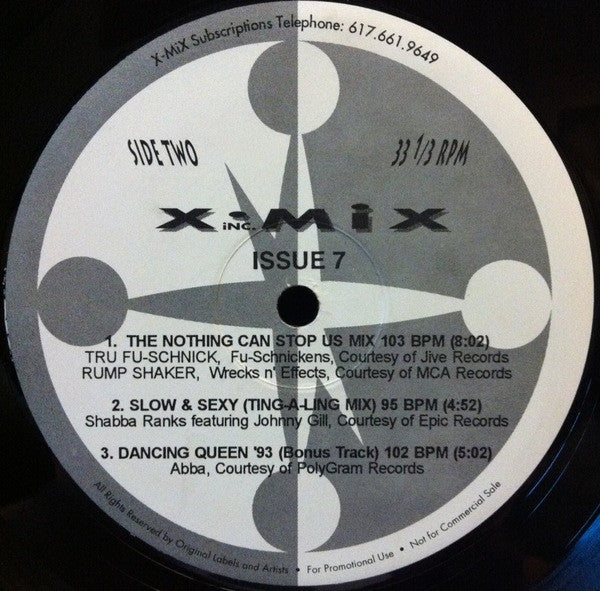 X-MiX Subscriptions Telephone: 617.661.9649
SIDE TWO
33 1/3 RPM
X-MiX
iNC.
ISSUE 7
1. THE NOTHING CAN STOP US MIX 103 BPM (8:02)
TRU FU-SCHNICK, Fu-Schnickens, Courtesy of Jive Records
RUMP SHAKER, Wrecks n' Effects, Courtesy of MCA Records
2. SLOW & SEXY (TING-A-LING MIX) 95 BPM (4:52)
Shabba Ranks featuring Johnny Gill, Courtesy of Epic Records
3. DANCING QUEEN '93 (Bonus Track) 102 BPM (5:02)
Abba, Courtesy of PolyGram Records
All Rights Reserved by Original Labels and Artists • For Promotional Use • Not for Commercial Sale